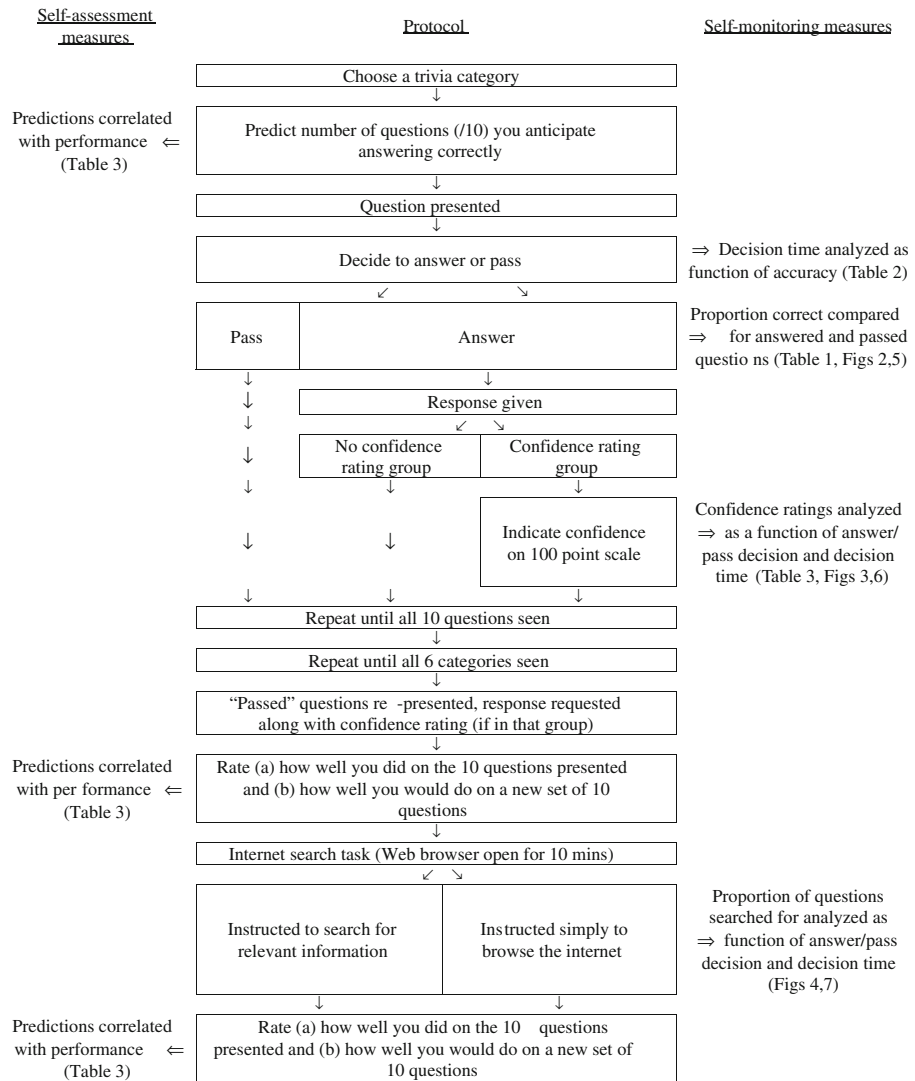 Self-assessment
measures
Protocol
Self-monitoring measures
Choose a trivia category
↓
Predictions correlated
with performance ⇐
(Table 3)
Predict number of questions (/10) you anticipate
answering correctly
↓
Question presented
↓
Decide to answer or pass
⇒ Decision time analyzed as
function of accuracy (Table 2)
↙ ↘
Pass
Answer
Proportion correct compared
⇒ for answered and passed
questio ns (Table 1, Figs 2,5)
↓ ↓
↓ Response given
↓ ↙ ↘
↓
No confidence
rating group
Confidence rating
group
↓ ↓ ↓
Indicate confidence
on 100 point scale
↓ ↓
Confidence ratings analyzed
⇒ as a function of answer/
pass decision and decision
time (Table 3, Figs 3,6)
↓ ↓ ↓
Repeat until all 10 questions seen
↓
Repeat until all 6 categories seen
↓
“Passed” questions re -presented, response requested
along with confidence rating (if in that group)
↓
Predictions correlated
with per formance ⇐
(Table 3)
Rate (a) how well you did on the 10 questions presented
and (b) how well you would do on a new set of 10
questions
↓
Internet search task (Web browser open for 10 mins)
↙ ↘
Instructed to search for
relevant information
Instructed simply to
browse the internet
Proportion of questions
searched for analyzed as
⇒ function of answer/pass
decision and decision time
(Figs 4,7)
↓ ↓
Predictions correlated
with performance ⇐
(Table 3)
Rate (a) how well you did on the 10 questions
presented and (b) how well you would do on a new set of
10 questions